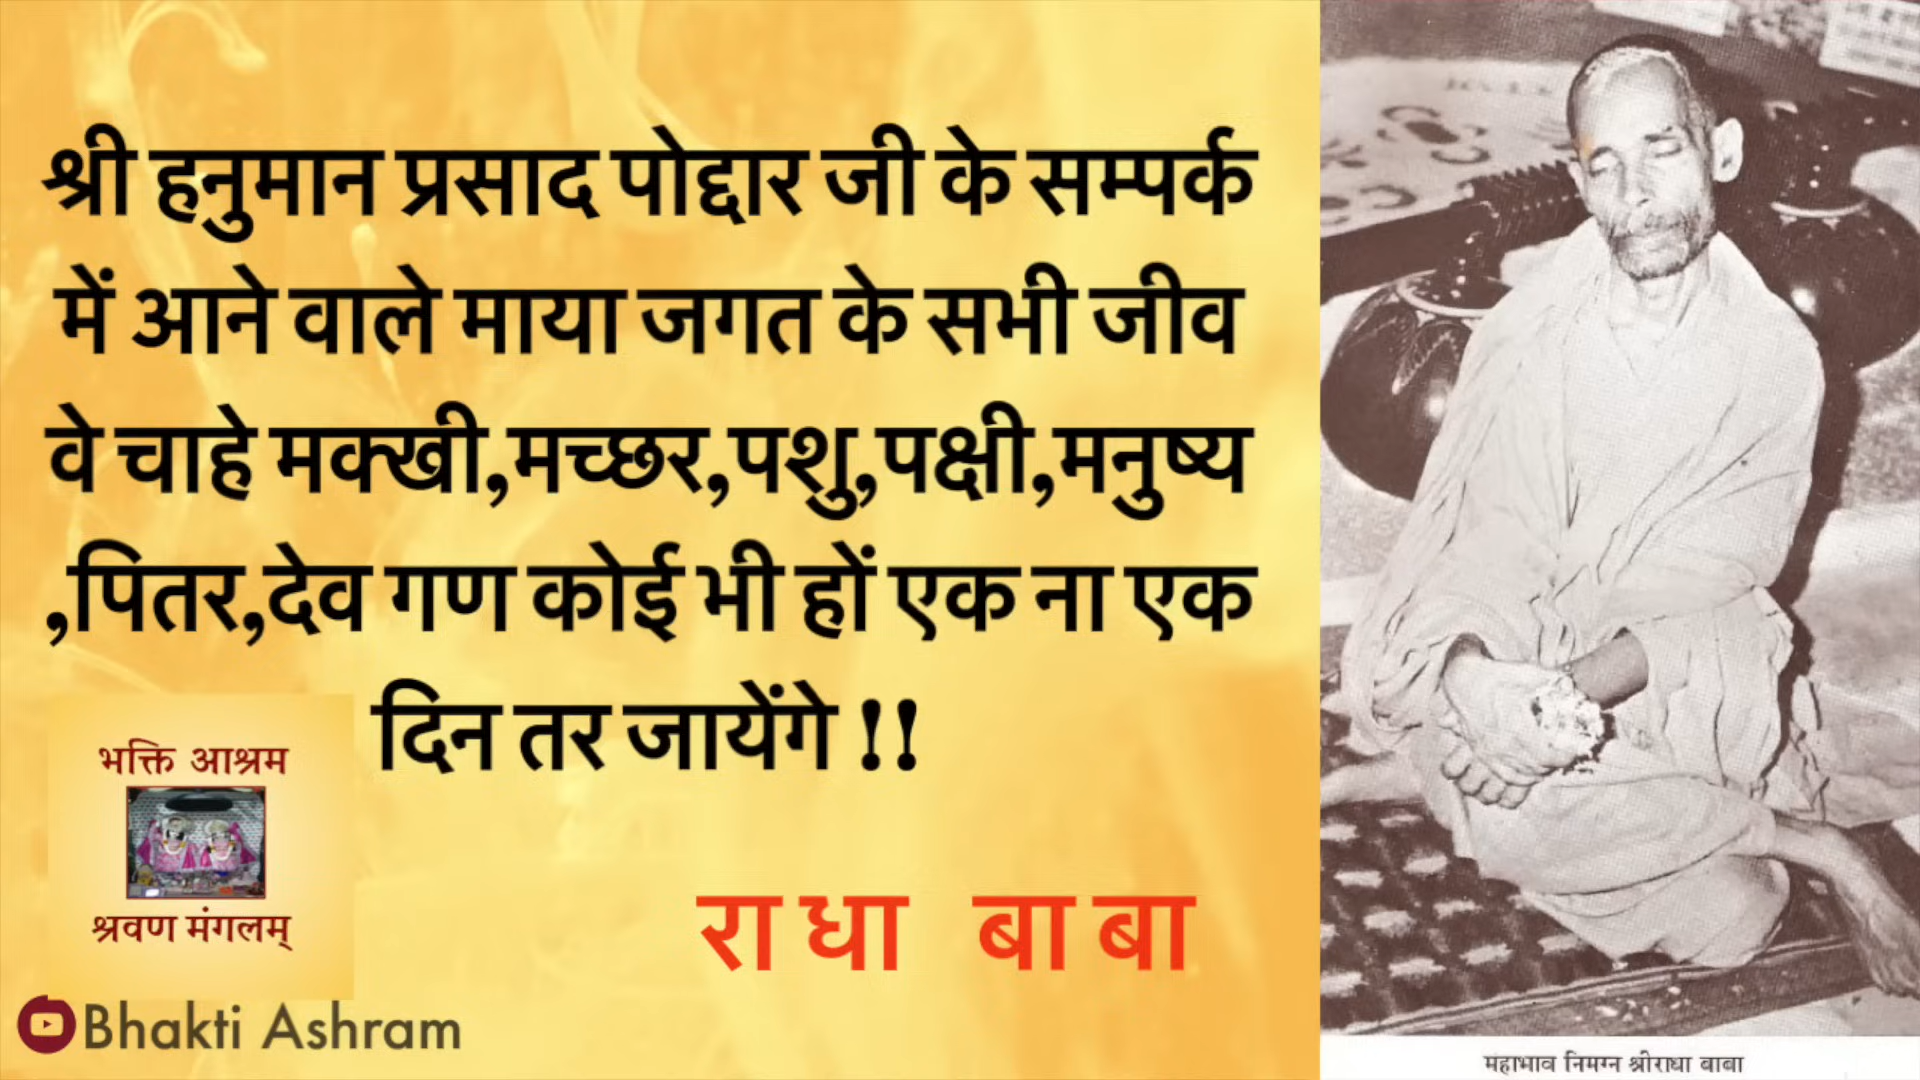 श्री हनुमान प्रसाद पोद्दार जी के सम्पर्क
में आने वाले माया जगत के सभी जीव
वे चाहे मक्खी,मच्छर,पशु,पक्षी,मनुष्य
,पितर,देव गण कोई भी हों एक ना एक
दिन तर जायेंगे !!
राधा बाबा
भक्ति आश्रम
श्रवण मंगलम्
Bhakti Ashram
महाभाव निमग्न श्रीराधा बाबा